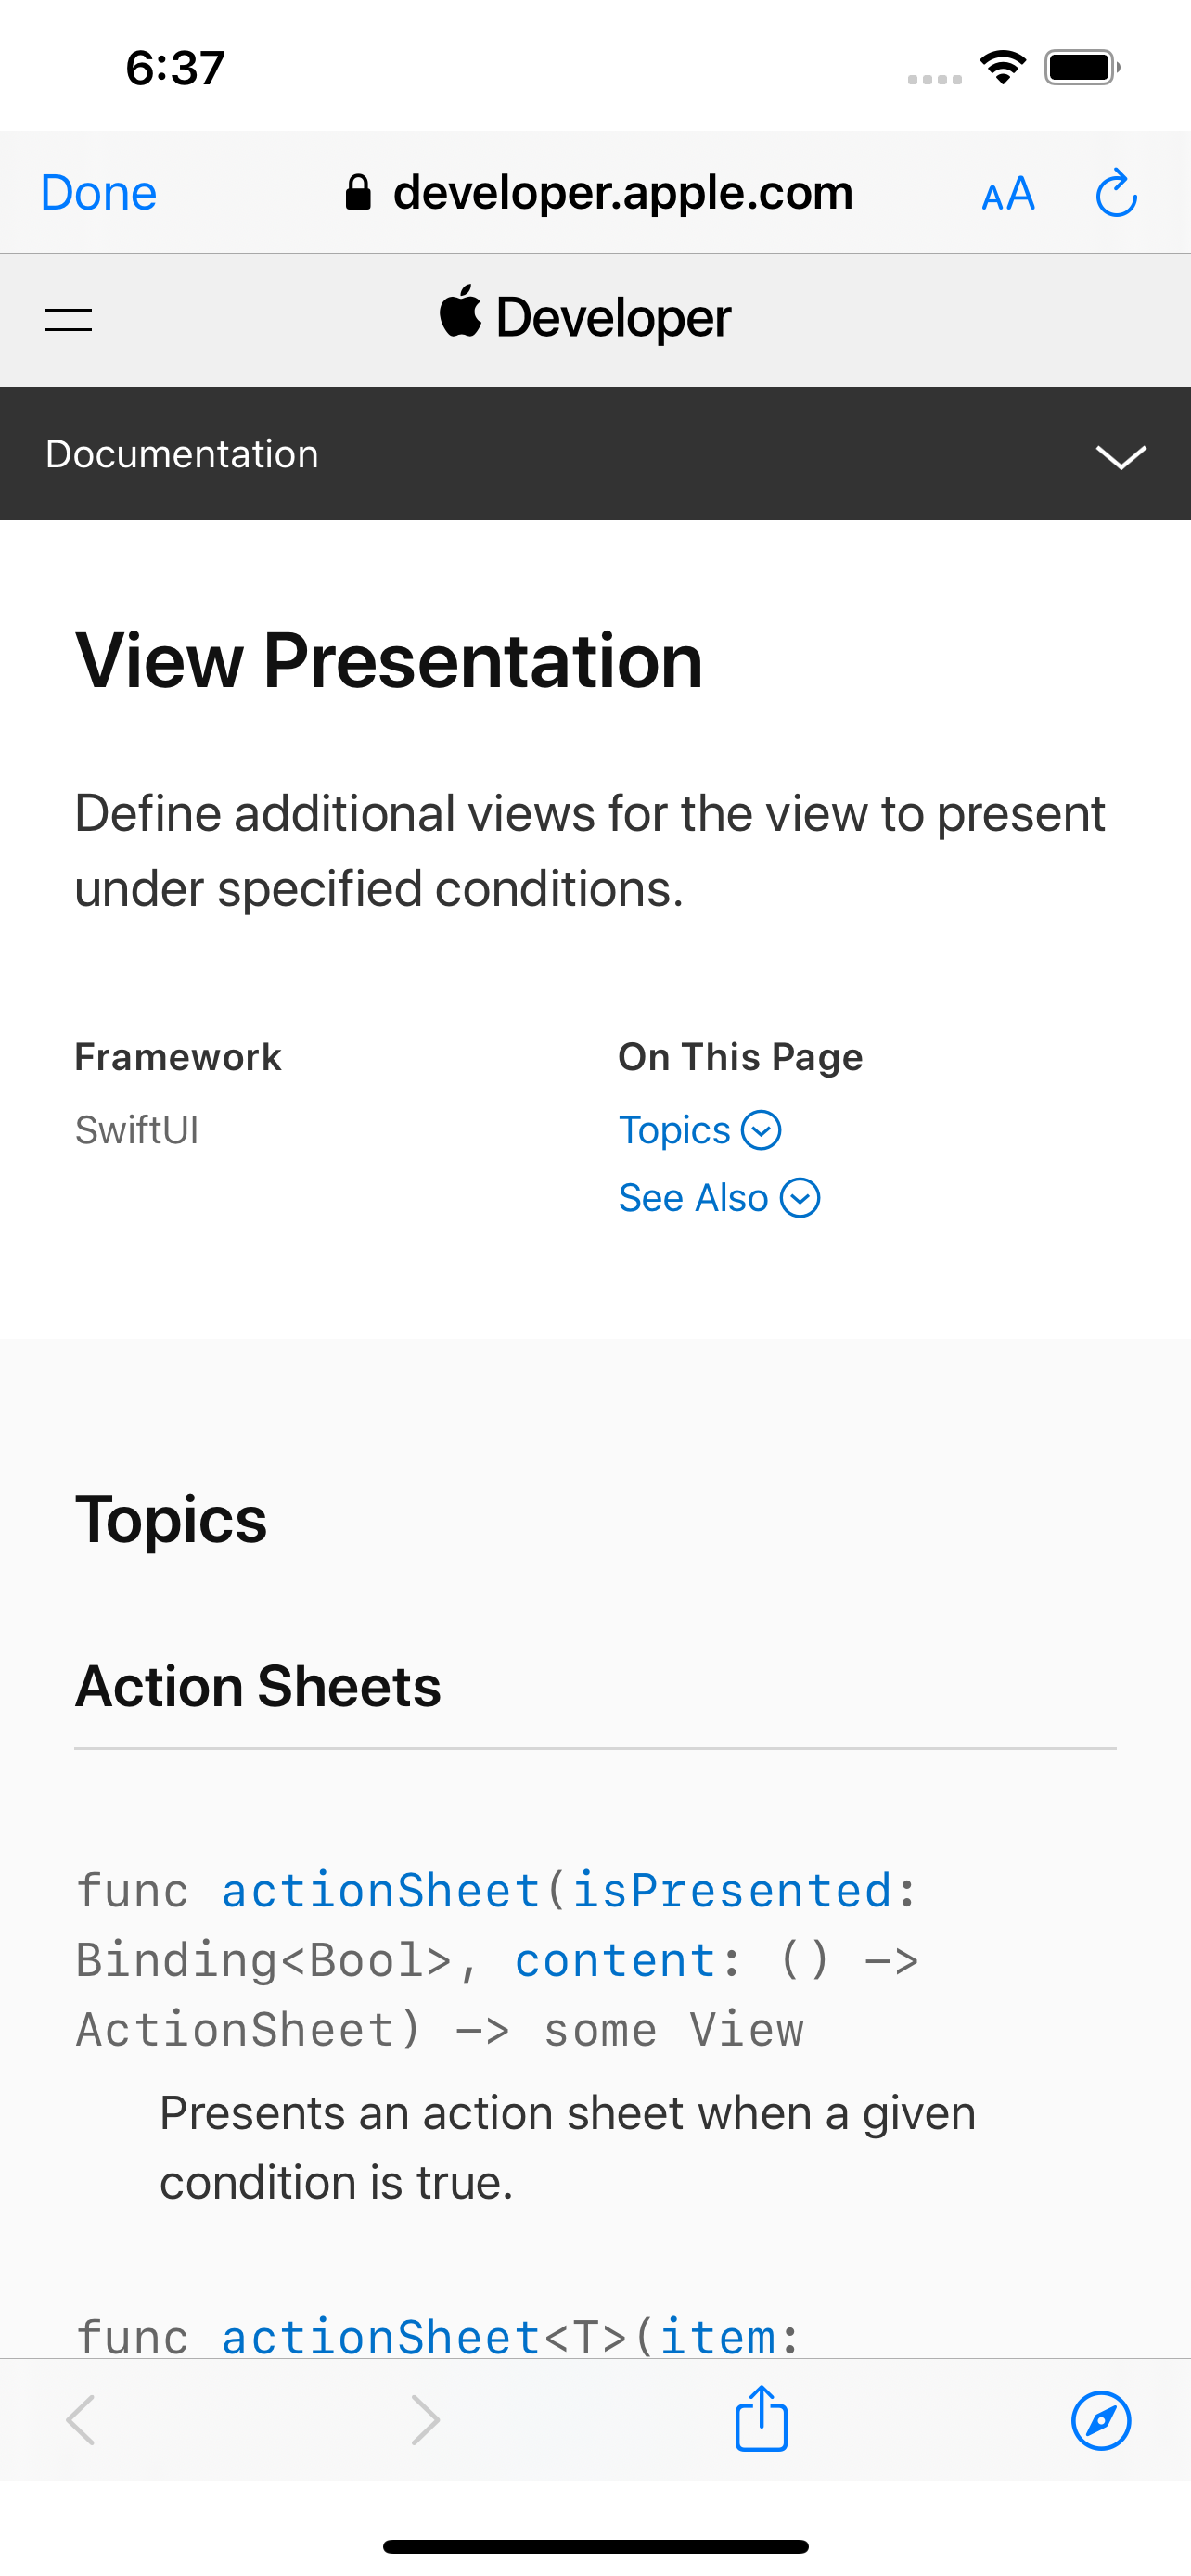 6:37
Done developer.apple.com AA
Developer
Documentation
View Presentation
Define additional views for the view to present
under specified conditions.
Framework
SwiftUI
On This Page
Topics
See Also
Topics
Action Sheets
func actionSheet(isPresented:
Binding<Bool>, content: () ->
ActionSheet) -> some View
Presents an action sheet when a given
condition is true.
func actionSheet<T>(item: